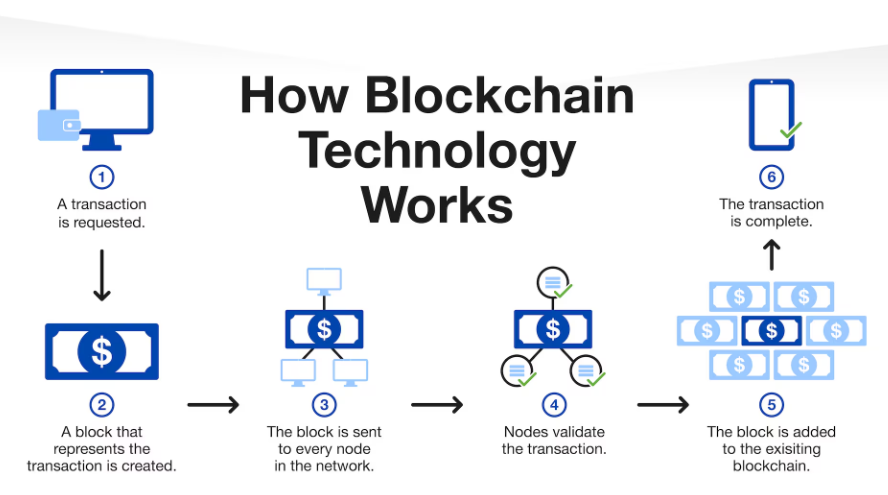 How Blockchain
Technology
Works
1
A transaction
is requested.
$
2
A block that
represents the
transaction is created.
$
3
The block is sent
to every node
in the network.
$
4
Nodes validate
the transaction.
$ $
$ $ $
$ $
5
The block is added
to the exisiting
blockchain.
6
The transaction
is complete.